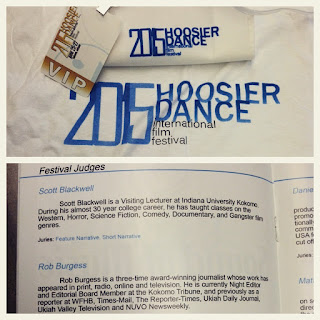 2015 HOOSIER
DANCE
international
film
festival
VIP
2015 HOOSIER
DANCE
international
film
festival
Festival Judges
Scott Blackwell
Scott Blackwell is a Visiting Lecturer at Indiana University Kokomo.
During his almost 30 year college career, he has taught classes on the
Western, Horror, Science Fiction, Comedy, Documentary, and Gangster film
genres.
Juries: Feature Narrative, Short Narrative
Rob Burgess
Rob Burgess is a three-time award-winning journalist whose work has
appeared in print, radio, online and television. He is currently Night Editor
and Editorial Board Member at the Kokomo Tribune, and previously as a
reporter at WFHB, Times-Mail, The Reporter-Times, Ukiah Daily Journal,
Ukiah Valley Television and NUVO Newsweekly.